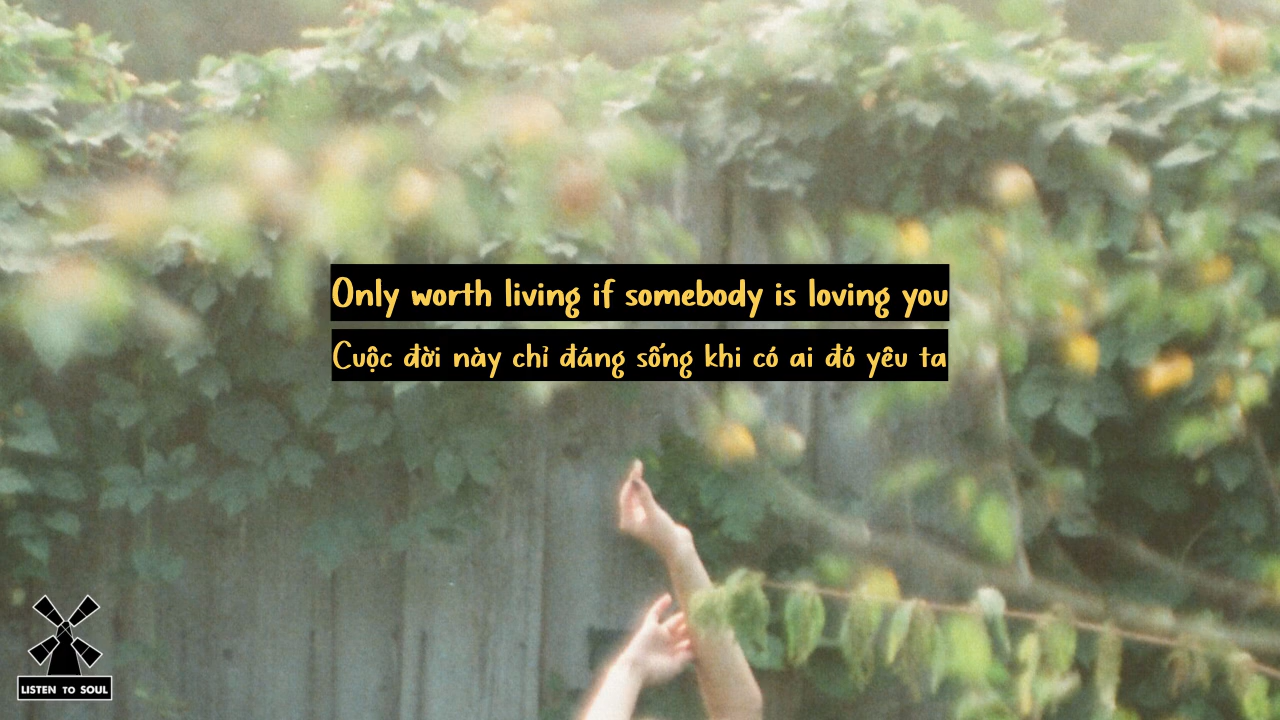 Only worth living if somebody is loving you
Cuộc đời này chỉ đáng sống khi có ai đó yêu ta
LISTEN TO SOUL